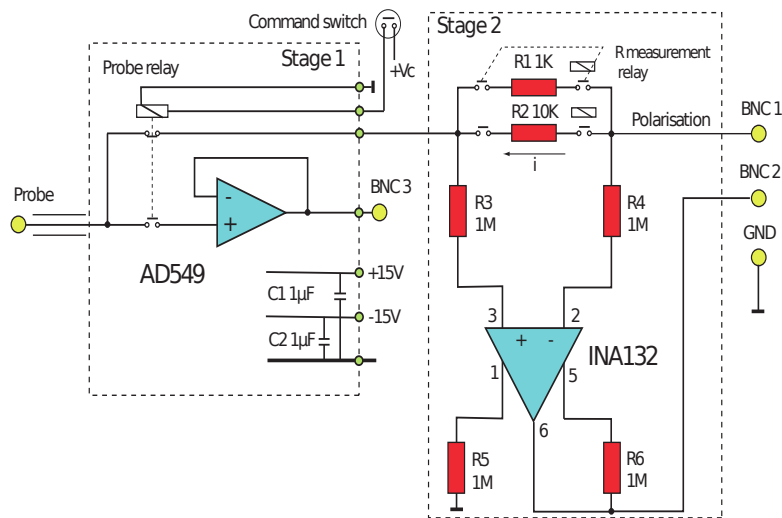 Command switch
Stage 2
Stage 1
+Vc
Probe relay
R1 1K
R measurement
relay
R2 10K
Polarisation
BNC 1
i
BNC 2
Probe
-
+
BNC 3
R3
1M
R4
1M
GND
AD549
+15V
C1 1µF
-15V
C2 1µF
3
2
+
-
INA132
1
5
6
R5
1M
R6
1M